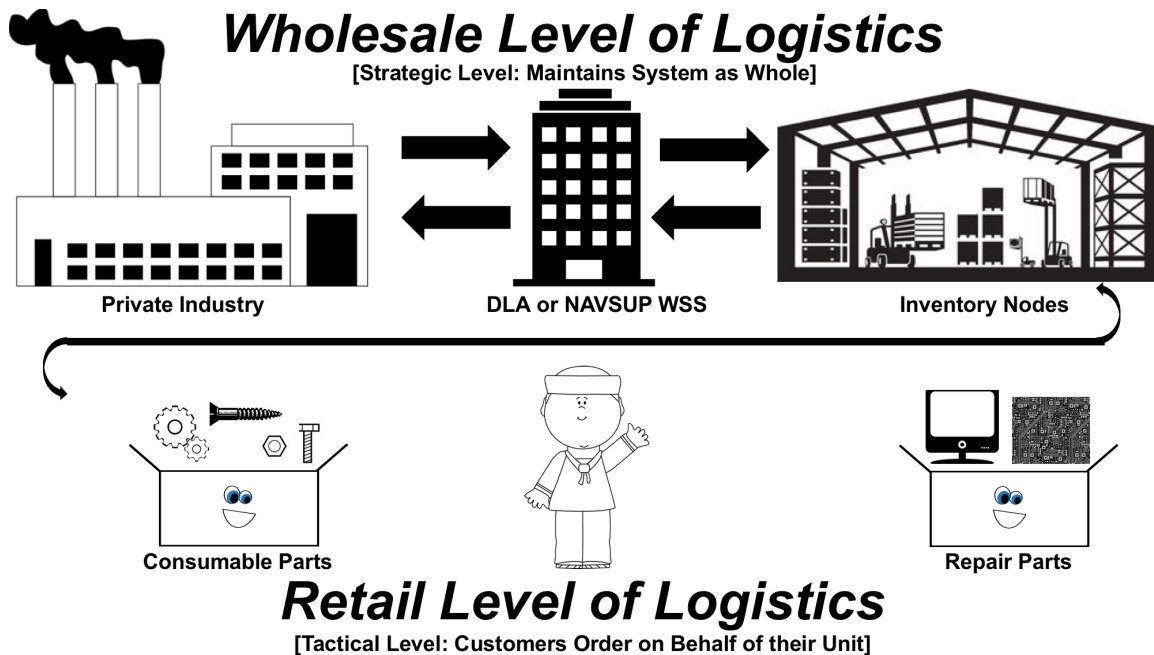 Wholesale Level of Logistics
[Strategic Level: Maintains System as Whole]
Private Industry
DLA or NAVSUP WSS
Inventory Nodes
Consumable Parts
Repair Parts
Retail Level of Logistics
[Tactical Level: Customers Order on Behalf of their Unit]